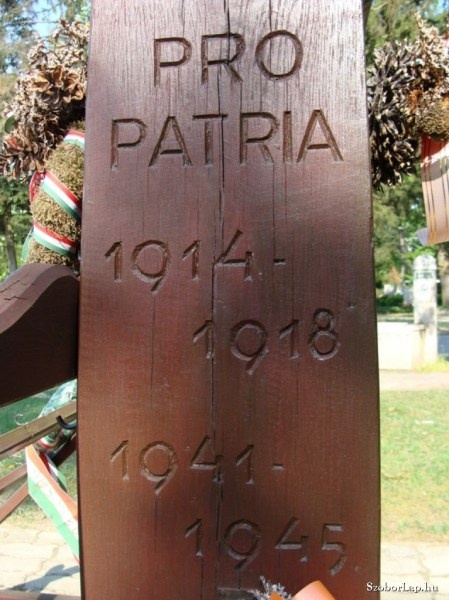 PRO
PATRIA
1914-
1918
1941-
1945.
SzoborLap.hu